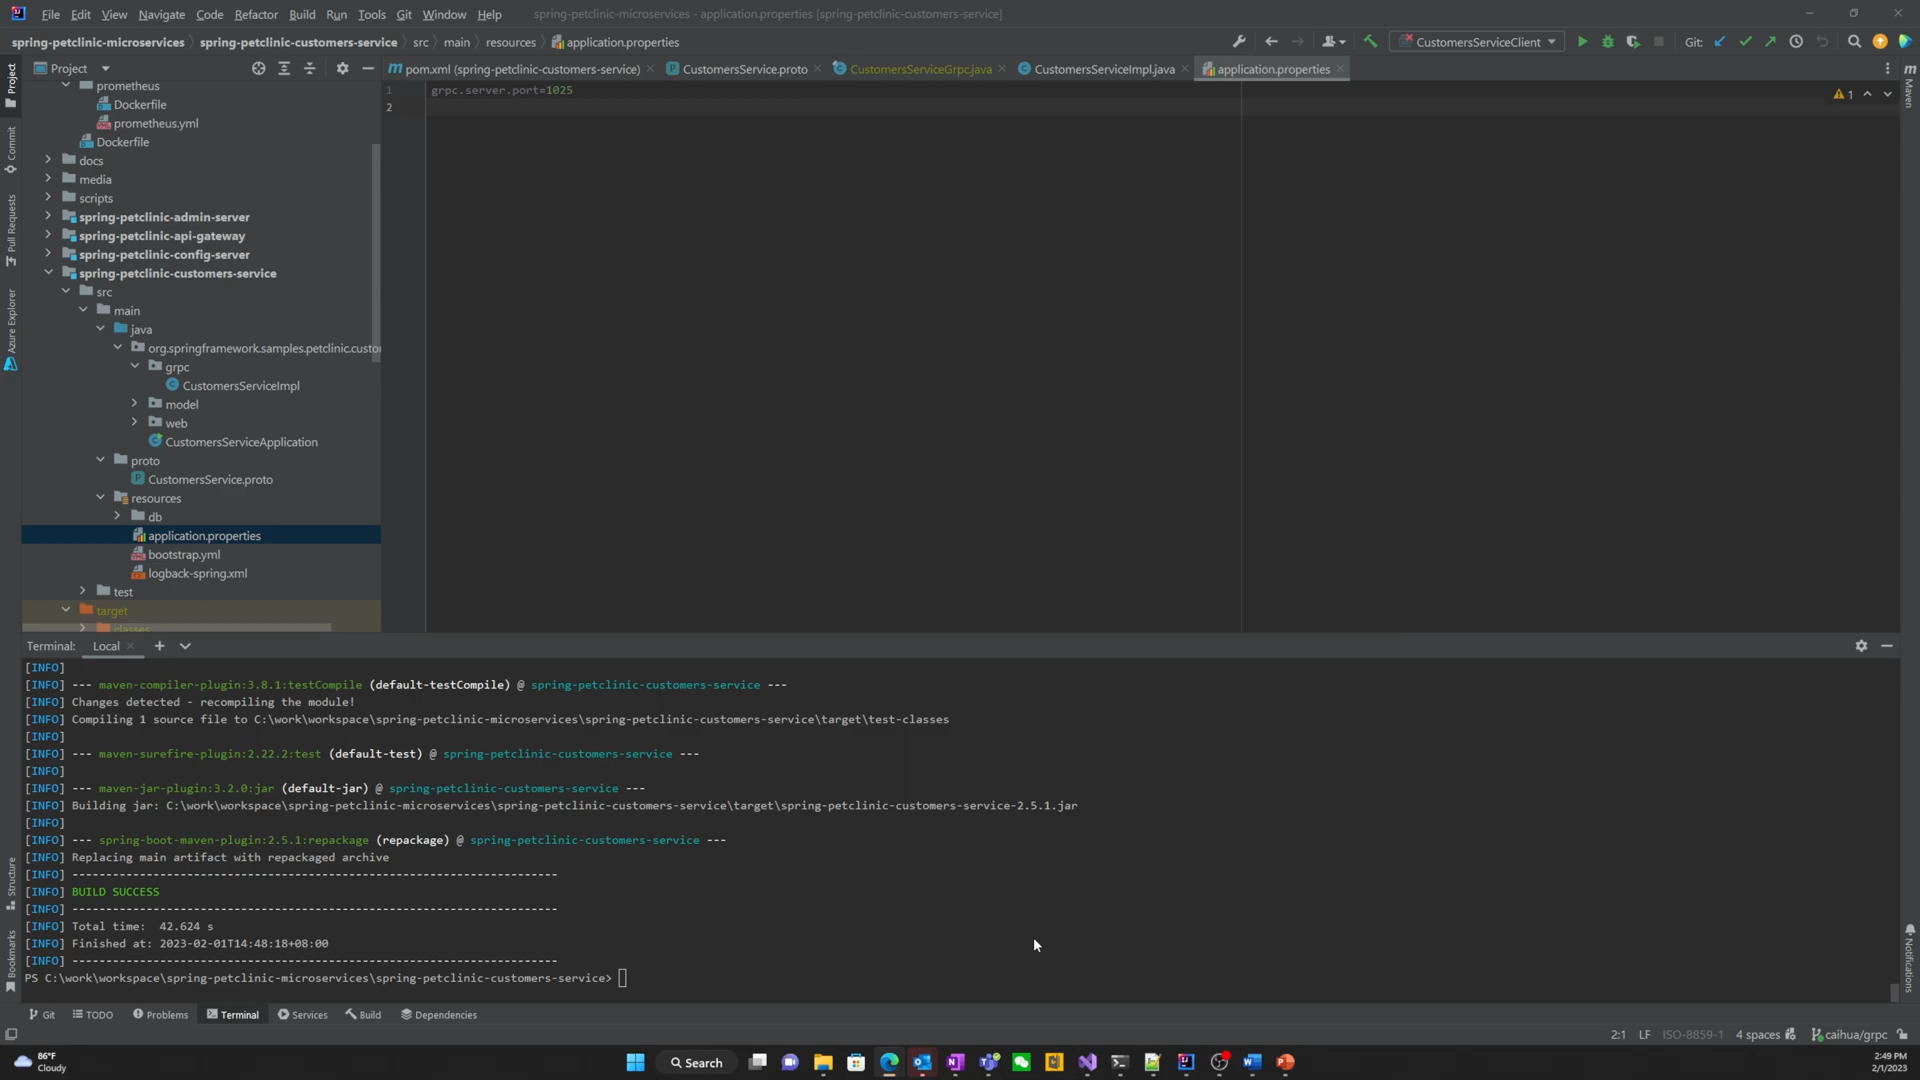 File Edit View Navigate Code Refactor Build Run Tools Git Window Help spring-petclinic-microservices - application.properties [spring-petclinic-customers-service]
spring-petclinic-microservices spring-petclinic-customers-service src main resources application.properties CustomersServiceClient Git:
Project
pom.xml (spring-petclinic-customers-service) CustomersService.proto CustomersServiceGrpc.java CustomersServiceImpl.java application.properties
prometheus
Dockerfile
prometheus.yml
Dockerfile
docs
media
scripts
spring-petclinic-admin-server
spring-petclinic-api-gateway
spring-petclinic-config-server
spring-petclinic-customers-service
src
main
java
org.springframework.samples.petclinic.custo
grpc
CustomersServiceImpl
model
web
CustomersServiceApplication
proto
CustomersService.proto
resources
db
application.properties
bootstrap.yml
logback-spring.xml
test
target
classes
1 grpc.server.port=1025
2
1
Project
Commit
Pull Requests
Azure Explorer
Structure
Bookmarks
Maven
Notifications
Terminal: Local
[INFO]
[INFO] --- maven-compiler-plugin:3.8.1:testCompile (default-testCompile) @ spring-petclinic-customers-service ---
[INFO] Changes detected - recompiling the module!
[INFO] Compiling 1 source file to C:\work\workspace\spring-petclinic-microservices\spring-petclinic-customers-service\target\test-classes
[INFO]
[INFO] --- maven-surefire-plugin:2.22.2:test (default-test) @ spring-petclinic-customers-service ---
[INFO]
[INFO] --- maven-jar-plugin:3.2.0:jar (default-jar) @ spring-petclinic-customers-service ---
[INFO] Building jar: C:\work\workspace\spring-petclinic-microservices\spring-petclinic-customers-service\target\spring-petclinic-customers-service-2.5.1.jar
[INFO]
[INFO] --- spring-boot-maven-plugin:2.5.1:repackage (repackage) @ spring-petclinic-customers-service ---
[INFO] Replacing main artifact with repackaged archive
[INFO] ------------------------------------------------------------------------
[INFO] BUILD SUCCESS
[INFO] ------------------------------------------------------------------------
[INFO] Total time:  42.624 s
[INFO] Finished at: 2023-02-01T14:48:18+08:00
[INFO] ------------------------------------------------------------------------
PS C:\work\workspace\spring-petclinic-microservices\spring-petclinic-customers-service>
Git TODO Problems Terminal Services Build Dependencies
2:1 LF ISO-8859-1 4 spaces caihua/grpc
86°F
Cloudy
Search
2:49 PM
2/1/2023